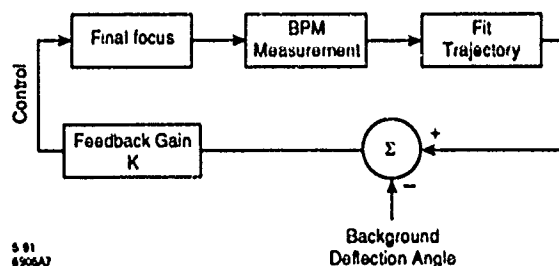 Final focus
BPM
Measurement
Fit
Trajectory
Control
Feedback Gain
K
Σ
+
−
Background
Deflection Angle
5 91
6906A7